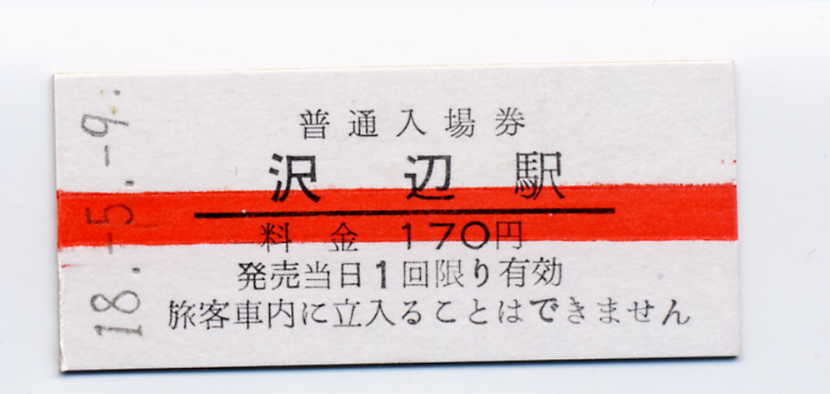 普通入場券
沢辺駅
料金 170円
発売当日1回限り有効
旅客車内に立入ることはできません
18.-5.-9.